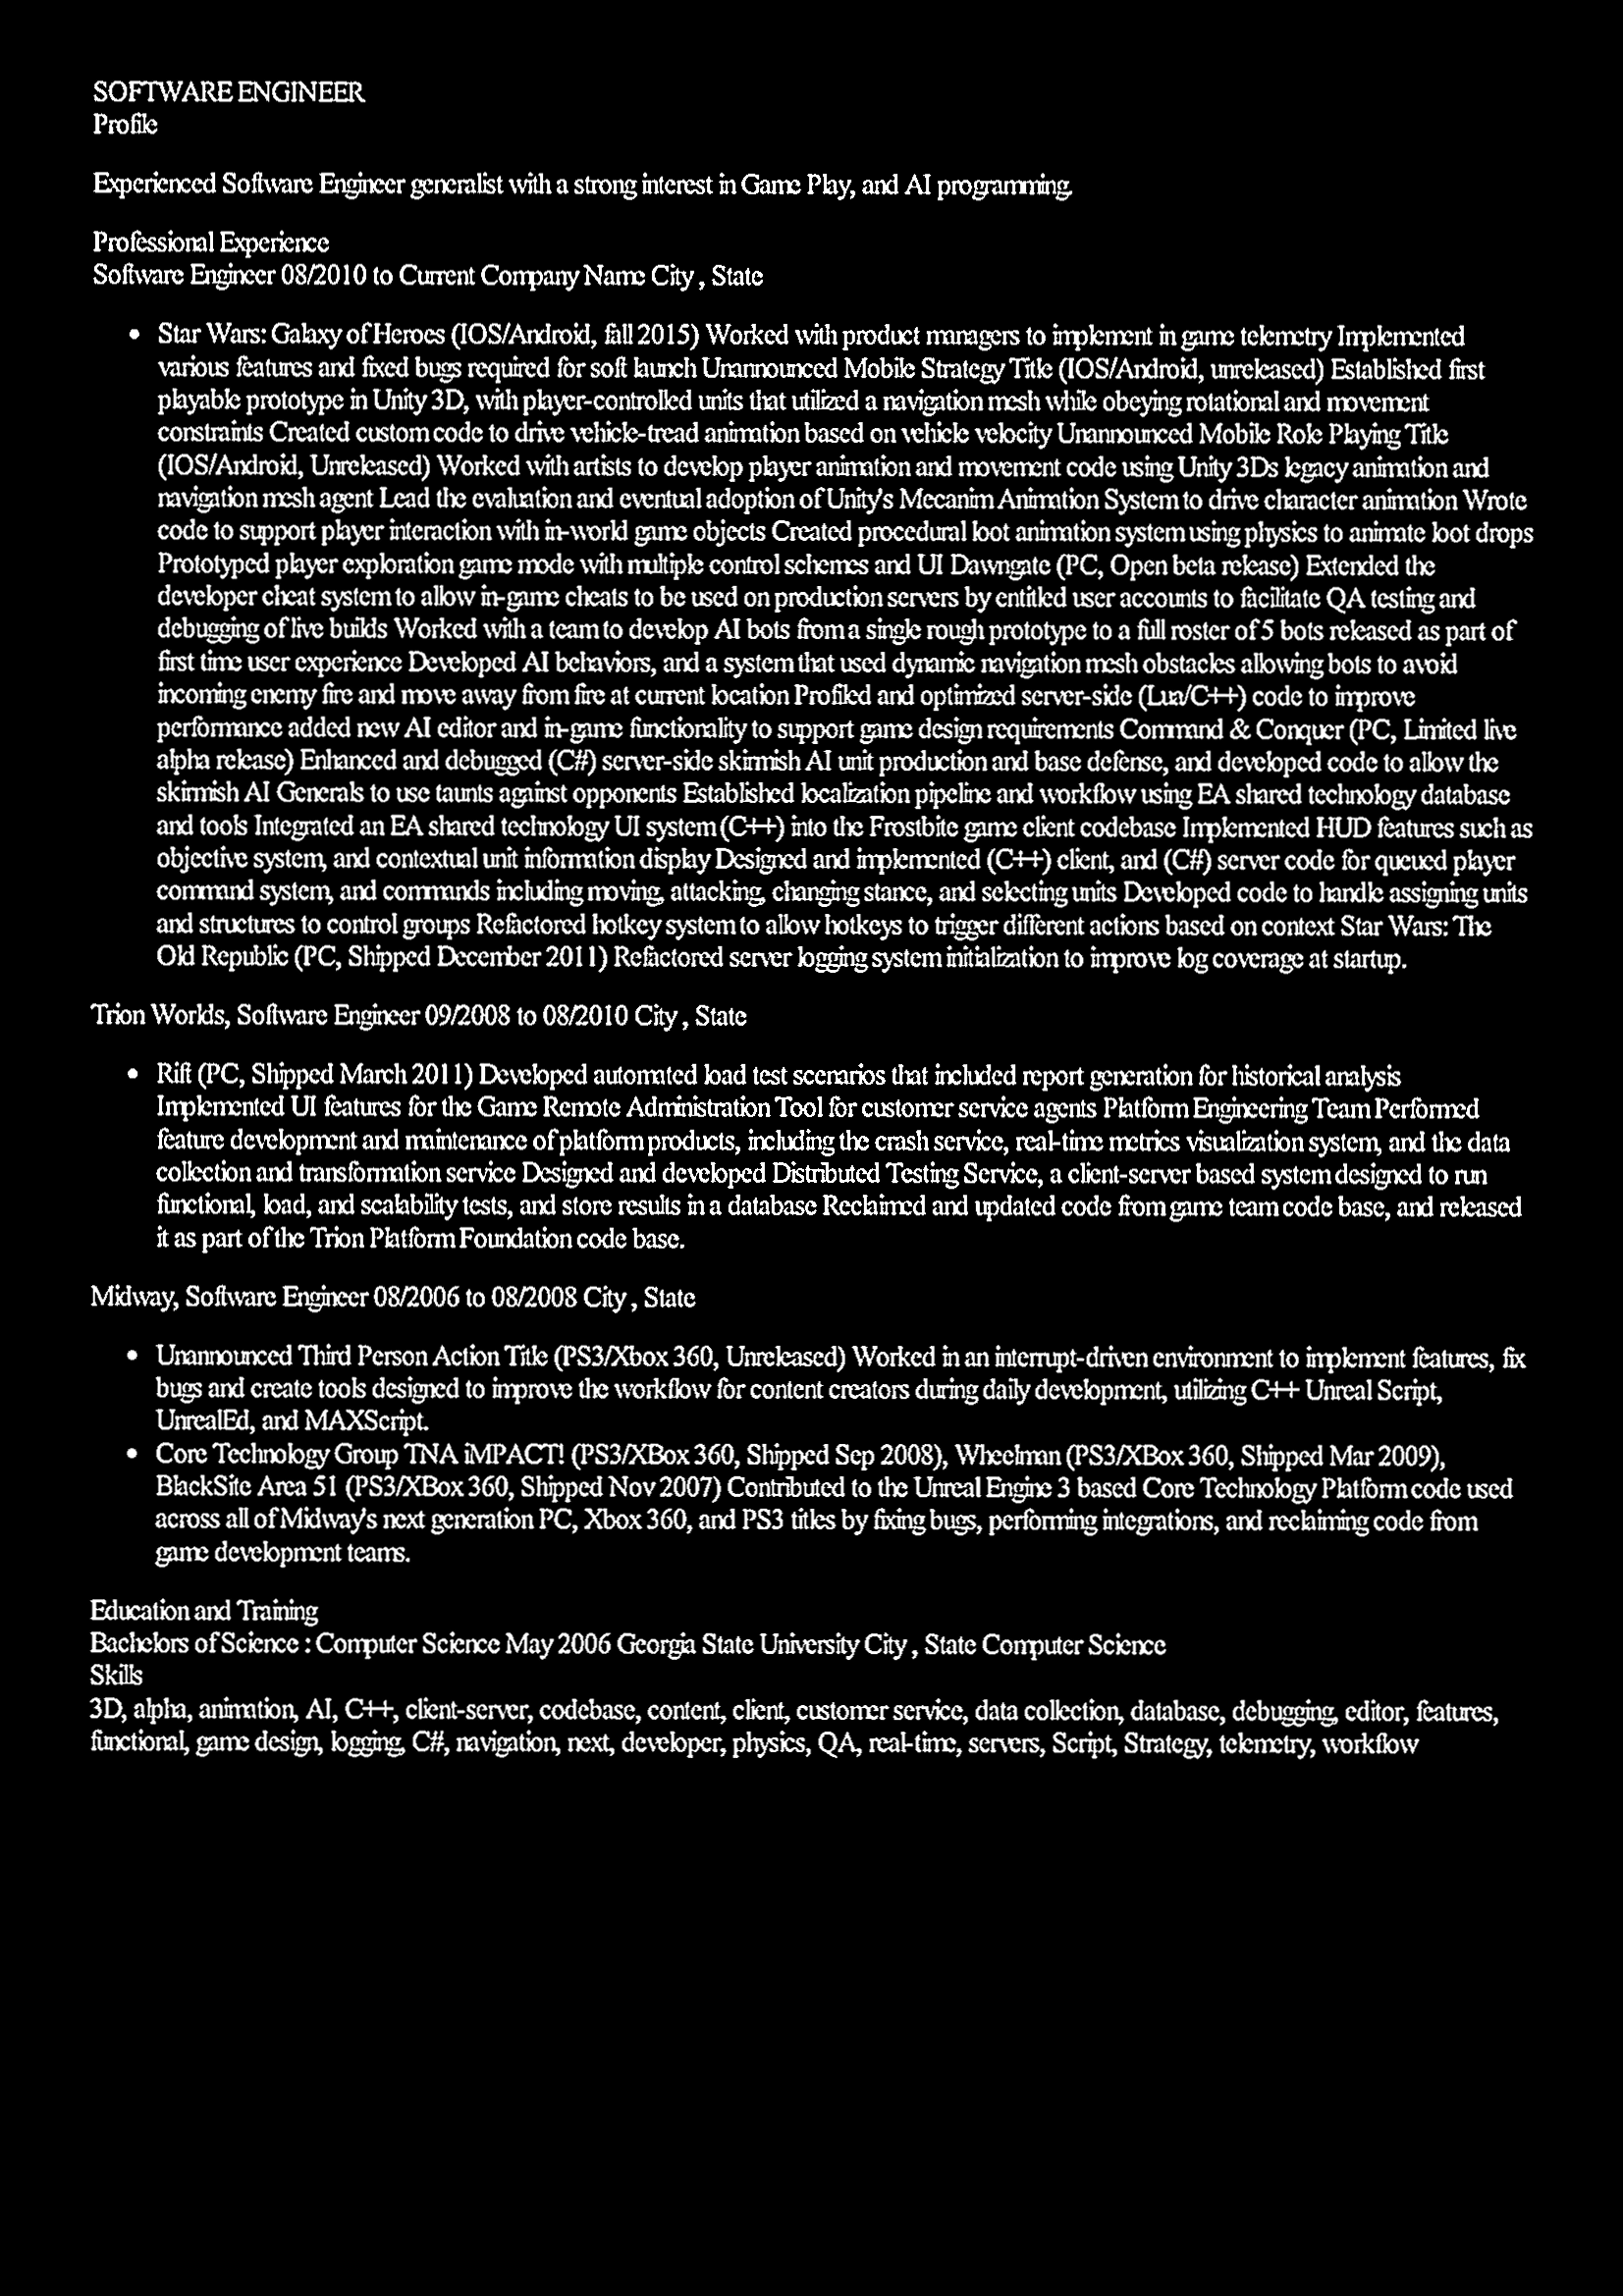 SOFTWARE ENGINEER
Profile
Experienced Software Engineer generalist with a strong interest in Game Play, and AI programming.
Professional Experience
Software Engineer 08/2010 to Current Company Name City , State
• Star Wars: Galaxy of Heroes (IOS/Android, fall 2015) Worked with product managers to implement in game telemetry Implemented
various features and fixed bugs required for soft launch Unannounced Mobile Strategy Title (IOS/Android, unreleased) Established first
playable prototype in Unity 3D, with player-controlled units that utilized a navigation mesh while obeying rotational and movement
constraints Created custom code to drive vehicle-tread animation based on vehicle velocity Unannounced Mobile Role Playing Title
(IOS/Android, Unreleased) Worked with artists to develop player animation and movement code using Unity 3Ds legacy animation and
navigation mesh agent Lead the evaluation and eventual adoption of Unity's Mecanim Animation System to drive character animation Wrote
code to support player interaction with in-world game objects Created procedural loot animation system using physics to animate loot drops
Prototyped player exploration game mode with multiple control schemes and UI Dawngate (PC, Open beta release) Extended the
developer cheat system to allow in-game cheats to be used on production servers by entitled user accounts to facilitate QA testing and
debugging of live builds Worked with a team to develop AI bots from a single rough prototype to a full roster of 5 bots released as part of
first time user experience Developed AI behaviors, and a system that used dynamic navigation mesh obstacles allowing bots to avoid
incoming enemy fire and move away from fire at current location Profiled and optimized server-side (Lua/C++) code to improve
performance added new AI editor and in-game functionality to support game design requirements Command & Conquer (PC, Limited live
alpha release) Enhanced and debugged (C#) server-side skirmish AI unit production and base defense, and developed code to allow the
skirmish AI Generals to use taunts against opponents Established localization pipeline and workflow using EA shared technology database
and tools Integrated an EA shared technology UI system (C++) into the Frostbite game client codebase Implemented HUD features such as
objective system, and contextual unit information display Designed and implemented (C++) client, and (C#) server code for queued player
command system, and commands including moving, attacking, changing stance, and selecting units Developed code to handle assigning units
and structures to control groups Refactored hotkey system to allow hotkeys to trigger different actions based on context Star Wars: The
Old Republic (PC, Shipped December 2011) Refactored server logging system initialization to improve log coverage at startup.
Trion Worlds, Software Engineer 09/2008 to 08/2010 City , State
• Rift (PC, Shipped March 2011) Developed automated load test scenarios that included report generation for historical analysis
Implemented UI features for the Game Remote Administration Tool for customer service agents Platform Engineering Team Performed
feature development and maintenance of platform products, including the crash service, real-time metrics visualization system, and the data
collection and transformation service Designed and developed Distributed Testing Service, a client-server based system designed to run
functional, load, and scalability tests, and store results in a database Reclaimed and updated code from game team code base, and released
it as part of the Trion Platform Foundation code base.
Midway, Software Engineer 08/2006 to 08/2008 City , State
• Unannounced Third Person Action Title (PS3/Xbox 360, Unreleased) Worked in an interrupt-driven environment to implement features, fix
bugs and create tools designed to improve the workflow for content creators during daily development, utilizing C++ Unreal Script,
UnrealEd, and MAXScript.
• Core Technology Group TNA iMPACT! (PS3/XBox 360, Shipped Sep 2008), Wheelman (PS3/XBox 360, Shipped Mar 2009),
BlackSite Area 51 (PS3/XBox 360, Shipped Nov 2007) Contributed to the Unreal Engine 3 based Core Technology Platform code used
across all of Midway's next generation PC, Xbox 360, and PS3 titles by fixing bugs, performing integrations, and reclaiming code from
game development teams.
Education and Training
Bachelors of Science : Computer Science May 2006 Georgia State University City , State Computer Science
Skills
3D, alpha, animation, AI, C++, client-server, codebase, content, client, customer service, data collection, database, debugging, editor, features,
functional, game design, logging, C#, navigation, next, developer, physics, QA, real-time, servers, Script, Strategy, telemetry, workflow